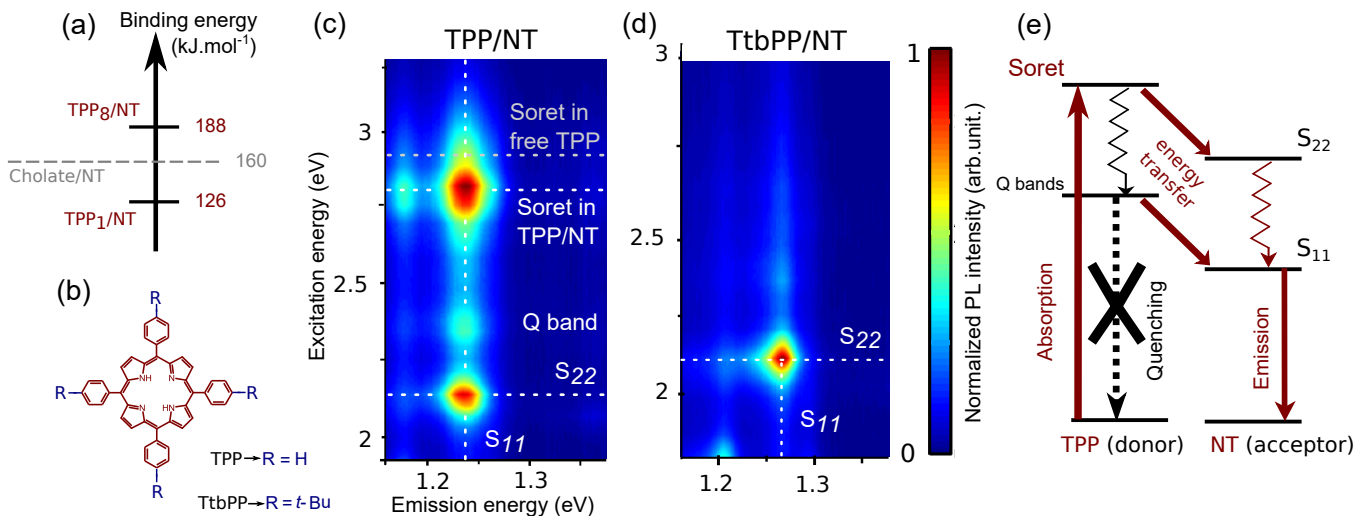 (a)
Binding energy
(kJ.mol⁻¹)
TPP₈/NT
188
160
Cholate/NT
126
TPP₁/NT
(b)
R
R
R
R
NH
N
N
HN
TPP→R = H
TtbPP→R = t-Bu
(c)
TPP/NT
Excitation energy (eV)
3
2.5
2
Soret in
free TPP
Soret in
TPP/NT
Q band
S₂₂
S₁₁
1.2
1.3
Emission energy (eV)
(d)
TtbPP/NT
3
2.5
2
S₂₂
S₁₁
1.2
1.3
1
0
Normalized PL intensity (arb.unit.)
(e)
Soret
S₂₂
energy
transfer
Q bands
S₁₁
Absorption
Quenching
Emission
TPP (donor)
NT (acceptor)